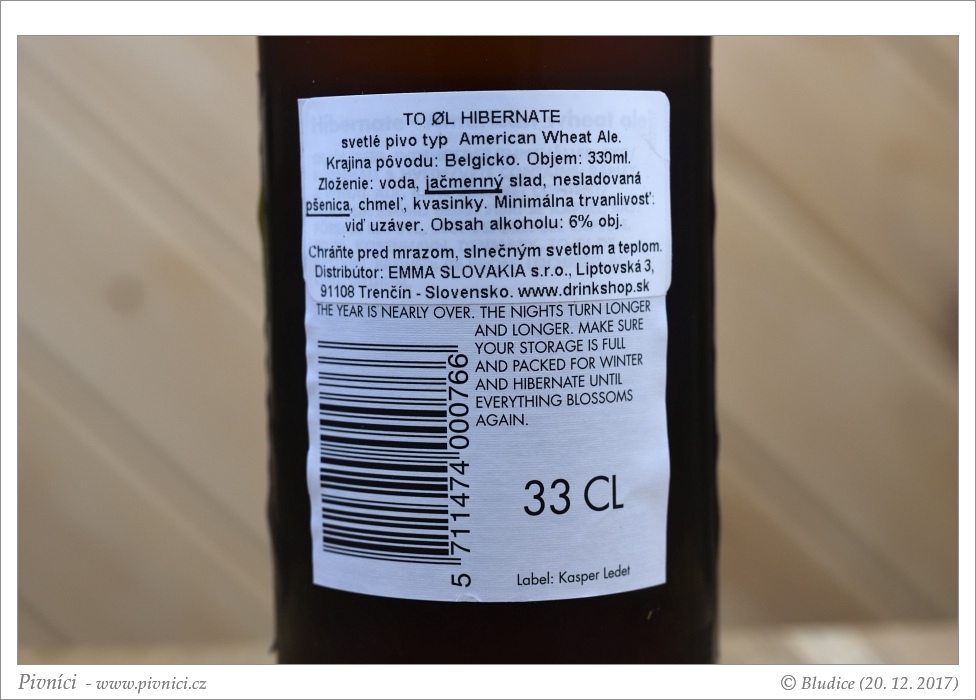 TO ØL HIBERNATE
svetlé pivo typ American Wheat Ale.
Krajina pôvodu: Belgicko. Objem: 330ml.
Zloženie: voda, jačmenný slad, nesladovaná
pšenica, chmeľ, kvasinky. Minimálna trvanlivosť:
viď uzáver. Obsah alkoholu: 6% obj.
Chráňte pred mrazom, slnečným svetlom a teplom.
Distribútor: EMMA SLOVAKIA s.r.o., Liptovská 3,
91108 Trenčín - Slovensko. www.drinkshop.sk
THE YEAR IS NEARLY OVER. THE NIGHTS TURN LONGER
AND LONGER. MAKE SURE
YOUR STORAGE IS FULL
AND PACKED FOR WINTER
AND HIBERNATE UNTIL
EVERYTHING BLOSSOMS
AGAIN.
5 711474 000766
33 CL
Label: Kasper Ledet
Pivníci - www.pivnici.cz
© Bludice (20. 12. 2017)